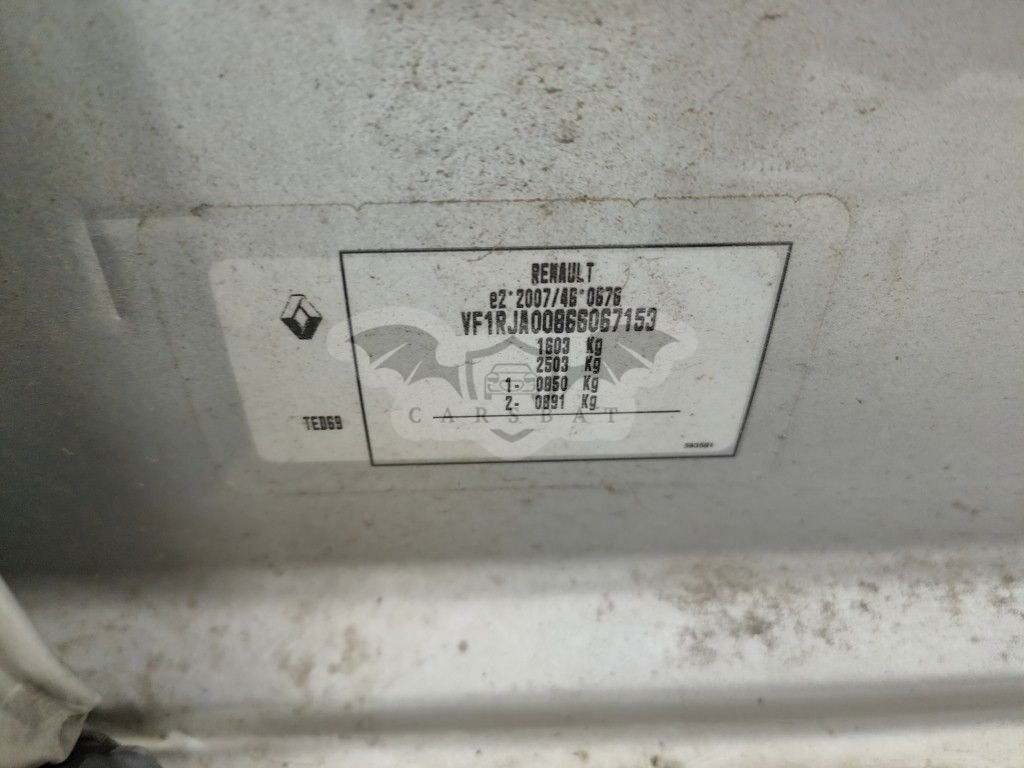 RENAULT
e2*2007/46*0676
VF1RJA00866067153
1603 Kg
2503 Kg
1- 0850 Kg
2- 0891 Kg
TED69
CARSBAT